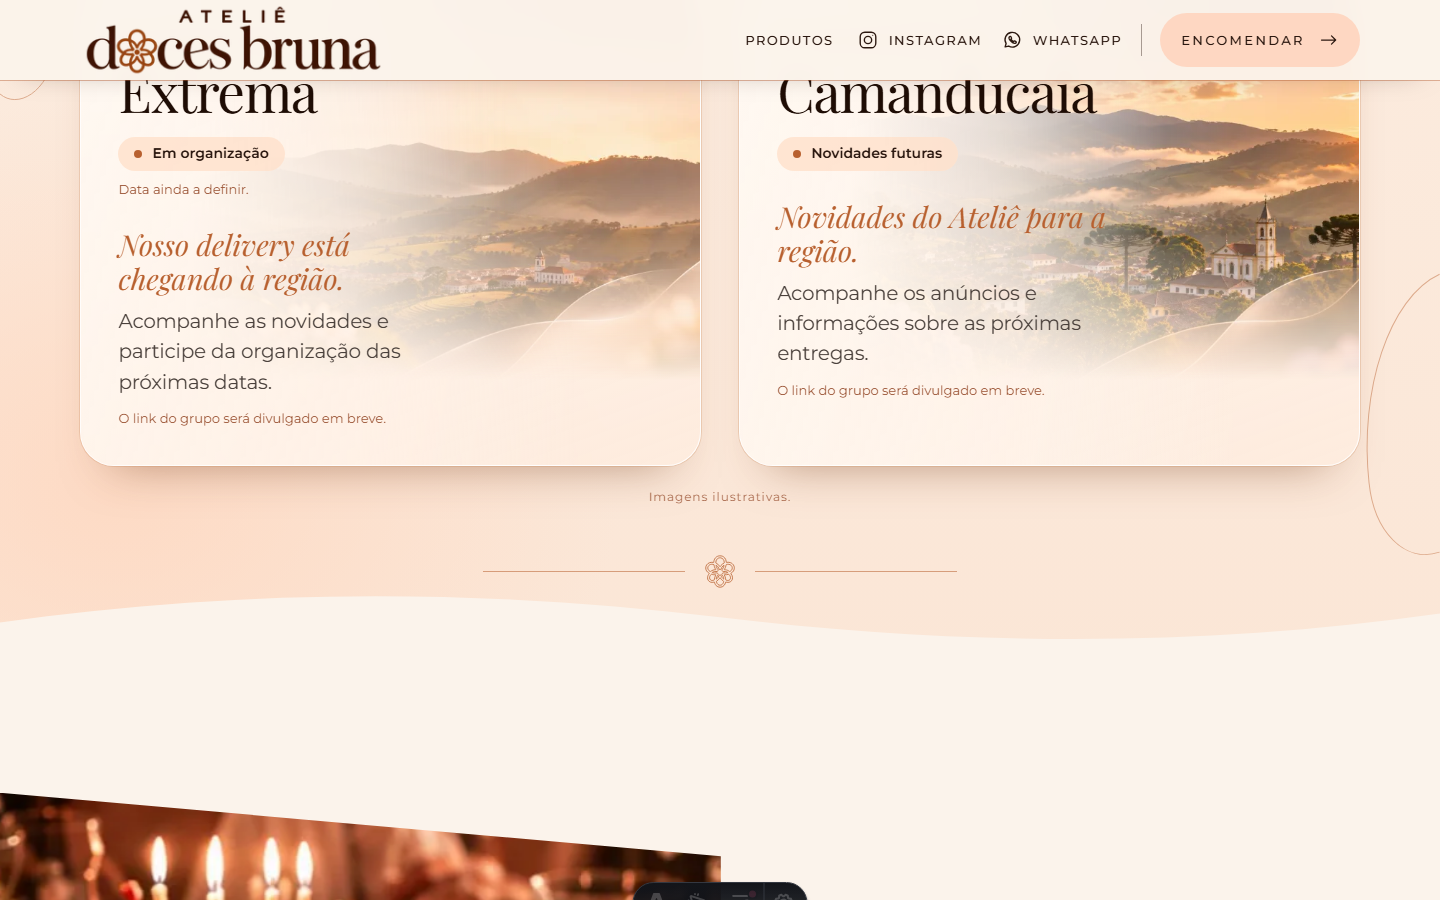 ATELIÊ
doces bruna
PRODUTOS
INSTAGRAM
WHATSAPP
ENCOMENDAR
Extrema
Em organização
Data ainda a definir.
Nosso delivery está
chegando à região.
Acompanhe as novidades e
participe da organização das
próximas datas.
O link do grupo será divulgado em breve.
Camanducaia
Novidades futuras
Novidades do Ateliê para a
região.
Acompanhe os anúncios e
informações sobre as próximas
entregas.
O link do grupo será divulgado em breve.
Imagens ilustrativas.